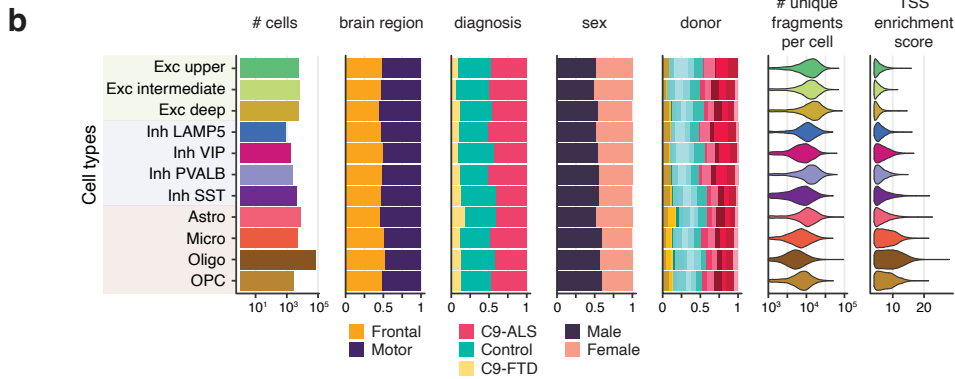 b
# cells
brain region
diagnosis
sex
donor
# unique
fragments
per cell
TSS
enrichment
score
Cell types
Exc upper
Exc intermediate
Exc deep
Inh LAMP5
Inh VIP
Inh PVALB
Inh SST
Astro
Micro
Oligo
OPC
10¹ 10³ 10⁵
0 0.5 1
0 0.5 1
0 0.5 1
0 0.5 1
10³ 10⁴ 10⁵
10 20
Frontal
Motor
C9-ALS
Control
C9-FTD
Male
Female